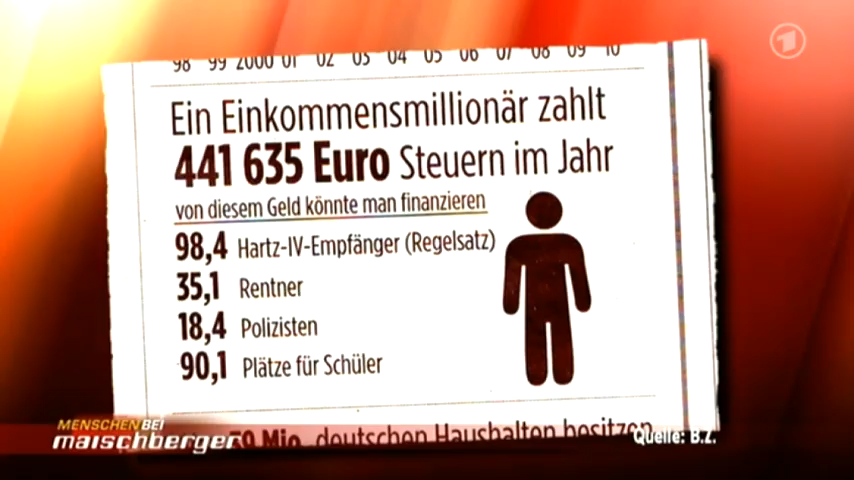 98 99 2000 01 02 03 04 05 06 07 08 09 10
Ein Einkommensmillionär zahlt
441 635 Euro Steuern im Jahr
von diesem Geld könnte man finanzieren
98,4 Hartz-IV-Empfänger (Regelsatz)
35,1 Rentner
18,4 Polizisten
90,1 Plätze für Schüler
Mio. deutschen Haushalten besitzen
MENSCHEN BEI
maischberger
Quelle: B.Z.
1